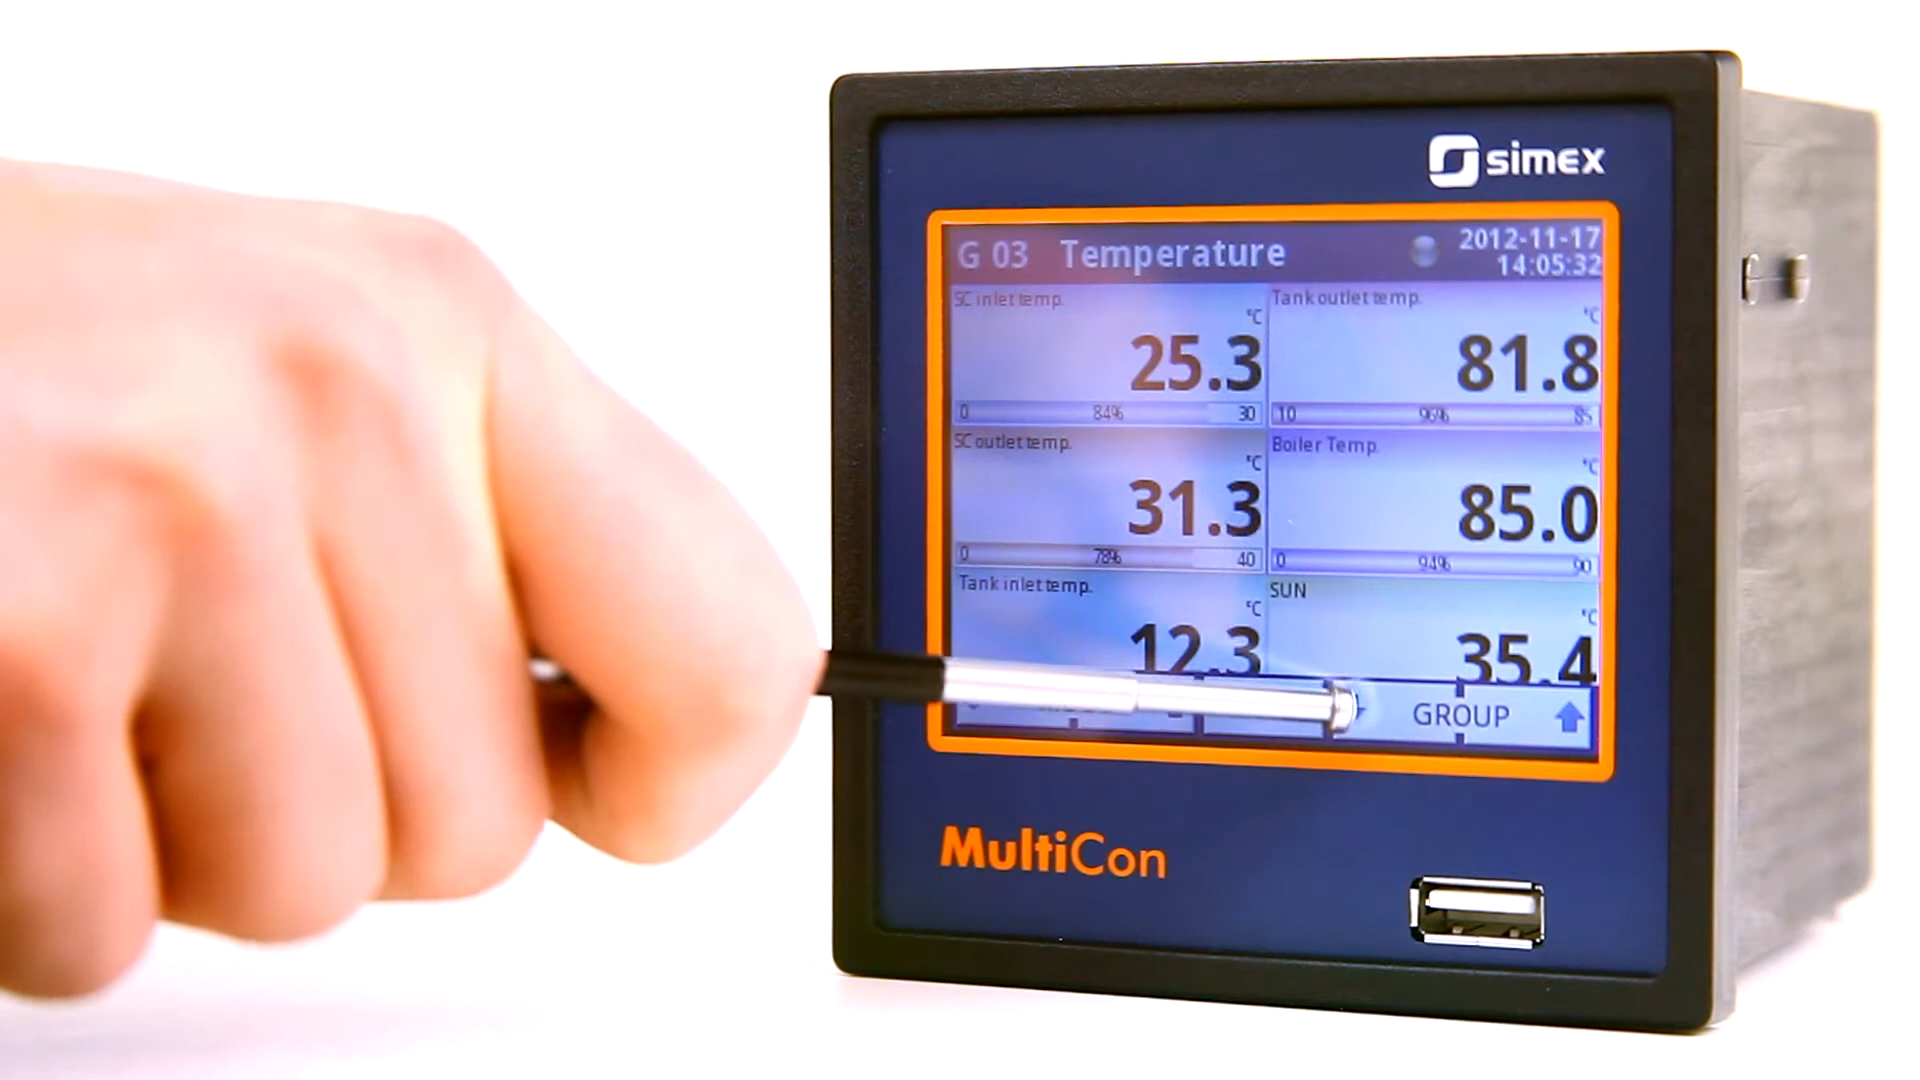 simex
G 03 Temperature
2012-11-17
14:05:32
SC inlet temp.
°C
25.3
0 84% 30
Tank outlet temp.
°C
81.8
10 96% 85
SC outlet temp.
°C
31.3
0 78% 40
Boiler Temp.
°C
85.0
0 94% 90
Tank inlet temp.
°C
12.3
SUN
°C
35.4
GROUP
MultiCon